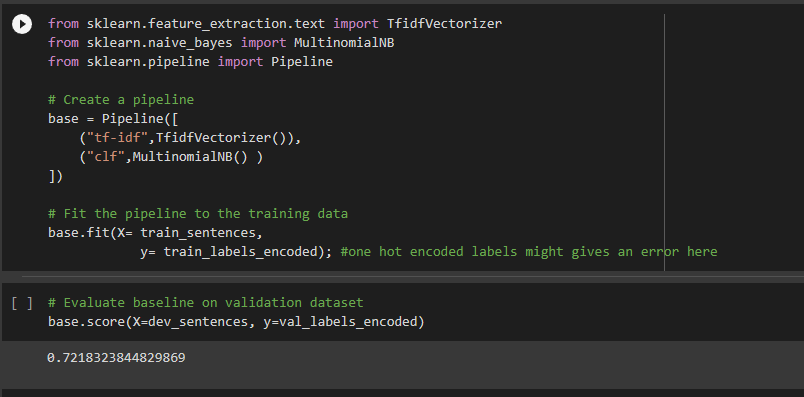 from sklearn.feature_extraction.text import TfidfVectorizer
from sklearn.naive_bayes import MultinomialNB
from sklearn.pipeline import Pipeline
# Create a pipeline
base = Pipeline([
    ("tf-idf",TfidfVectorizer()),
    ("clf",MultinomialNB() )
])
# Fit the pipeline to the training data
base.fit(X= train_sentences,
            y= train_labels_encoded); #one hot encoded labels might gives an error here
[ ] # Evaluate baseline on validation dataset
base.score(X=dev_sentences, y=val_labels_encoded)
0.7218323844829869